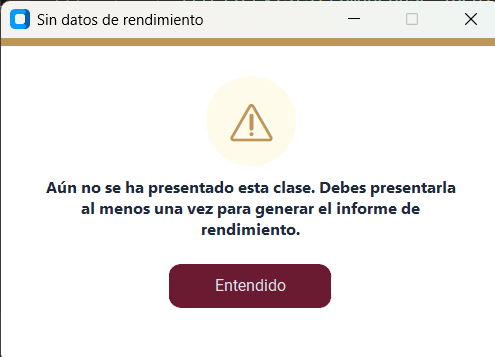 Sin datos de rendimiento
Aún no se ha presentado esta clase. Debes presentarla
al menos una vez para generar el informe de
rendimiento.
Entendido